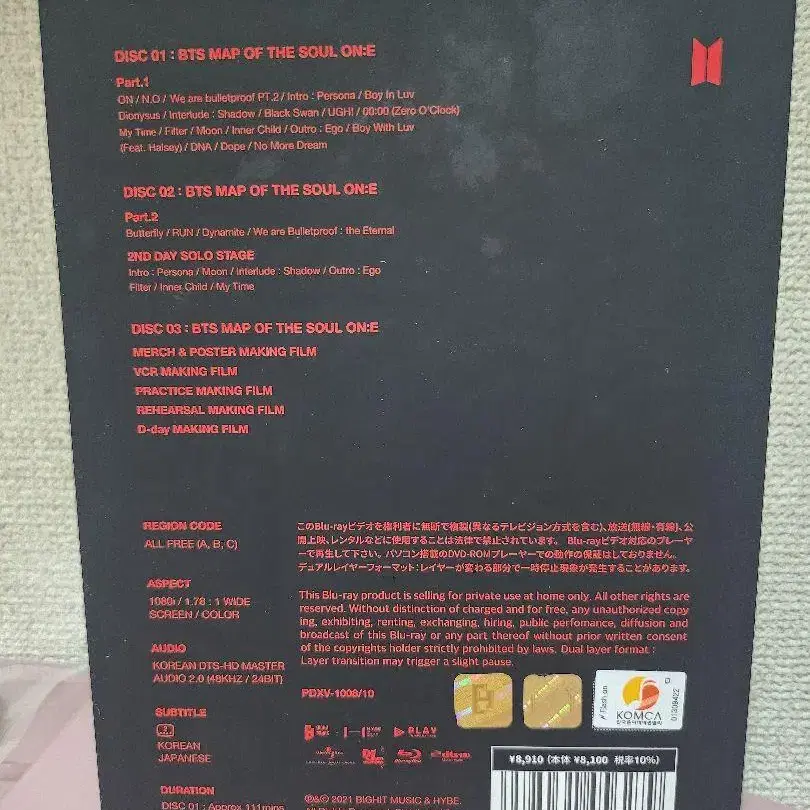 DISC 01 : BTS MAP OF THE SOUL ON:E
Part.1
ON / N.O / We are bulletproof PT.2 / Intro : Persona / Boy In Luv
Dionysus / Interlude : Shadow / Black Swan / UGH! / 00:00 (Zero O'Clock)
My Time / Filter / Moon / Inner Child / Outro : Ego / Boy With Luv
(Feat. Halsey) / DNA / Dope / No More Dream
DISC 02 : BTS MAP OF THE SOUL ON:E
Part.2
Butterfly / RUN / Dynamite / We are Bulletproof : the Eternal
2ND DAY SOLO STAGE
Intro : Persona / Moon / Interlude : Shadow / Outro : Ego
Filter / Inner Child / My Time
DISC 03 : BTS MAP OF THE SOUL ON:E
MERCH & POSTER MAKING FILM
VCR MAKING FILM
PRACTICE MAKING FILM
REHEARSAL MAKING FILM
D-day MAKING FILM
REGION CODE
ALL FREE (A, B, C)
ASPECT
1080i / 1.78 : 1 WIDE
SCREEN / COLOR
AUDIO
KOREAN DTS-HD MASTER
AUDIO 2.0 (48KHZ / 24BIT)
SUBTITLE
KOREAN
JAPANESE
DURATION
DISC 01 : Approx 111mins
このBlu-rayビデオを権利者に無断で複製(異なるテレビジョン方式を含む)、放送(無線・有線)、公
開上映、レンタルなどに使用することは法律で禁止されています。 Blu-rayビデオ対応のプレーヤ
ーで再生して下さい。パソコン搭載のDVD-ROMプレーヤーでの動作の保証はしておりません。
デュアルレイヤーフォーマット:レイヤーが変わる部分で一時停止現象が発生することがあります。
This Blu-ray product is selling for private use at home only. All other rights are
reserved. Without distinction of charged and for free, any unauthorized copy
ing, exhibiting, renting, exchanging, hiring, public perfomance, diffusion and
broadcast of this Blu-ray or any part thereof without prior written consent
of the copyrights holder strictly prohibited by laws. Dual layer format :
Layer transition may trigger a slight pause.
PDXV-1008/10
Flash on
KOMCA
01309422
PLAY
Def
Blu-ray
dts
¥8,910 (本体 ¥8,100 税率10%)
℗&© 2021 BIGHIT MUSIC & HYBE.